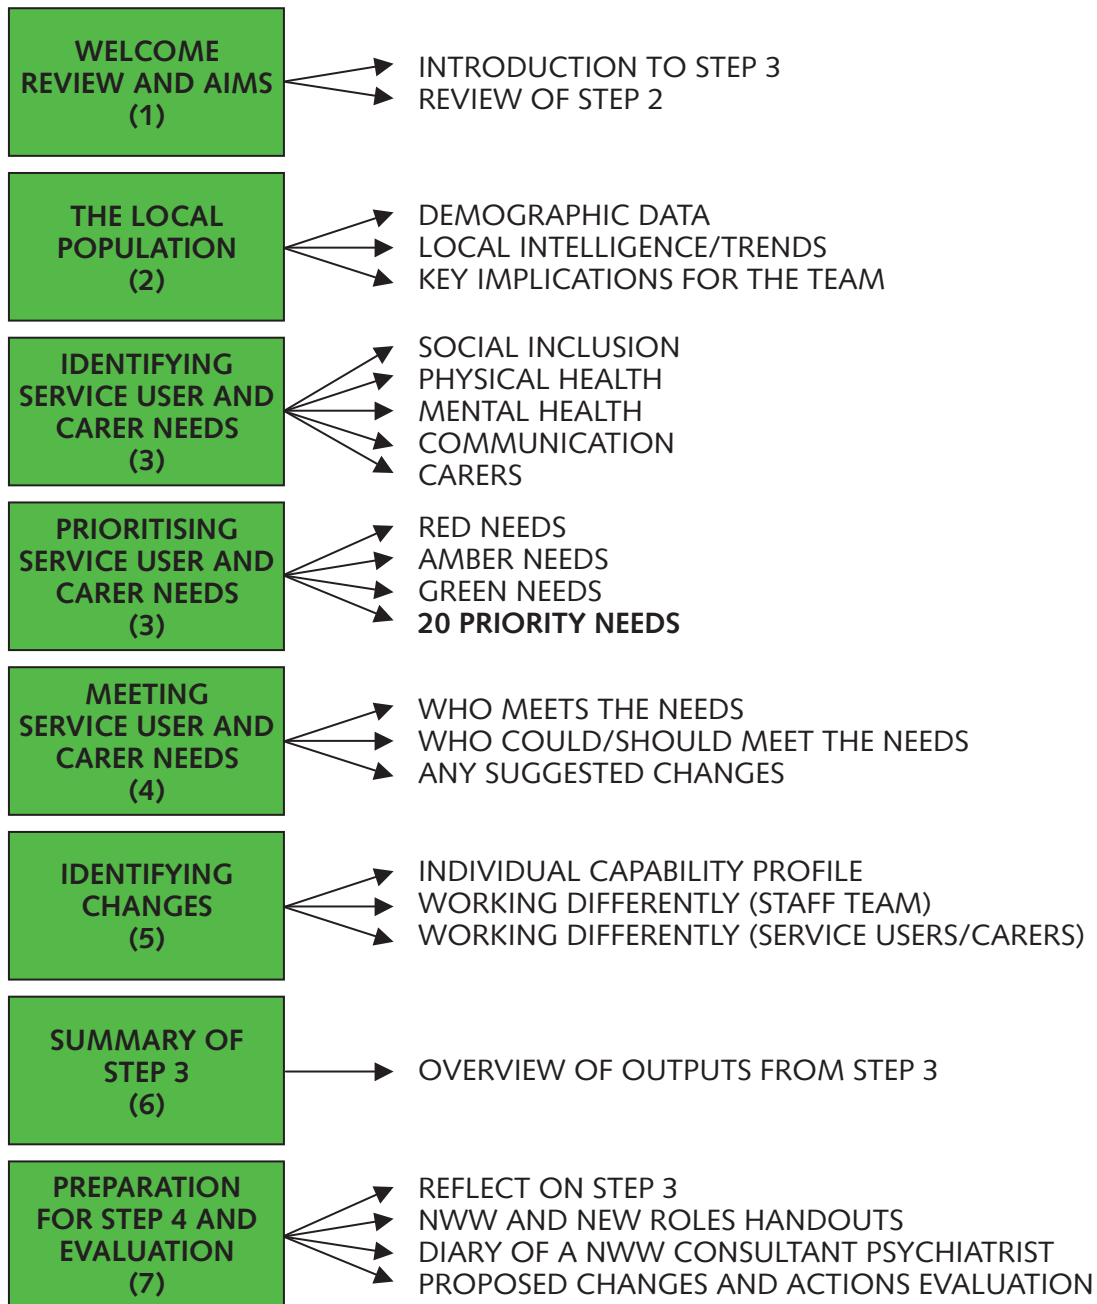 WELCOME
REVIEW AND AIMS
(1)
INTRODUCTION TO STEP 3
REVIEW OF STEP 2
THE LOCAL
POPULATION
(2)
DEMOGRAPHIC DATA
LOCAL INTELLIGENCE/TRENDS
KEY IMPLICATIONS FOR THE TEAM
IDENTIFYING
SERVICE USER AND
CARER NEEDS
(3)
SOCIAL INCLUSION
PHYSICAL HEALTH
MENTAL HEALTH
COMMUNICATION
CARERS
PRIORITISING
SERVICE USER AND
CARER NEEDS
(3)
RED NEEDS
AMBER NEEDS
GREEN NEEDS
20 PRIORITY NEEDS
MEETING
SERVICE USER AND
CARER NEEDS
(4)
WHO MEETS THE NEEDS
WHO COULD/SHOULD MEET THE NEEDS
ANY SUGGESTED CHANGES
IDENTIFYING
CHANGES
(5)
INDIVIDUAL CAPABILITY PROFILE
WORKING DIFFERENTLY (STAFF TEAM)
WORKING DIFFERENTLY (SERVICE USERS/CARERS)
SUMMARY OF
STEP 3
(6)
OVERVIEW OF OUTPUTS FROM STEP 3
PREPARATION
FOR STEP 4 AND
EVALUATION
(7)
REFLECT ON STEP 3
NWW AND NEW ROLES HANDOUTS
DIARY OF A NWW CONSULTANT PSYCHIATRIST
PROPOSED CHANGES AND ACTIONS EVALUATION